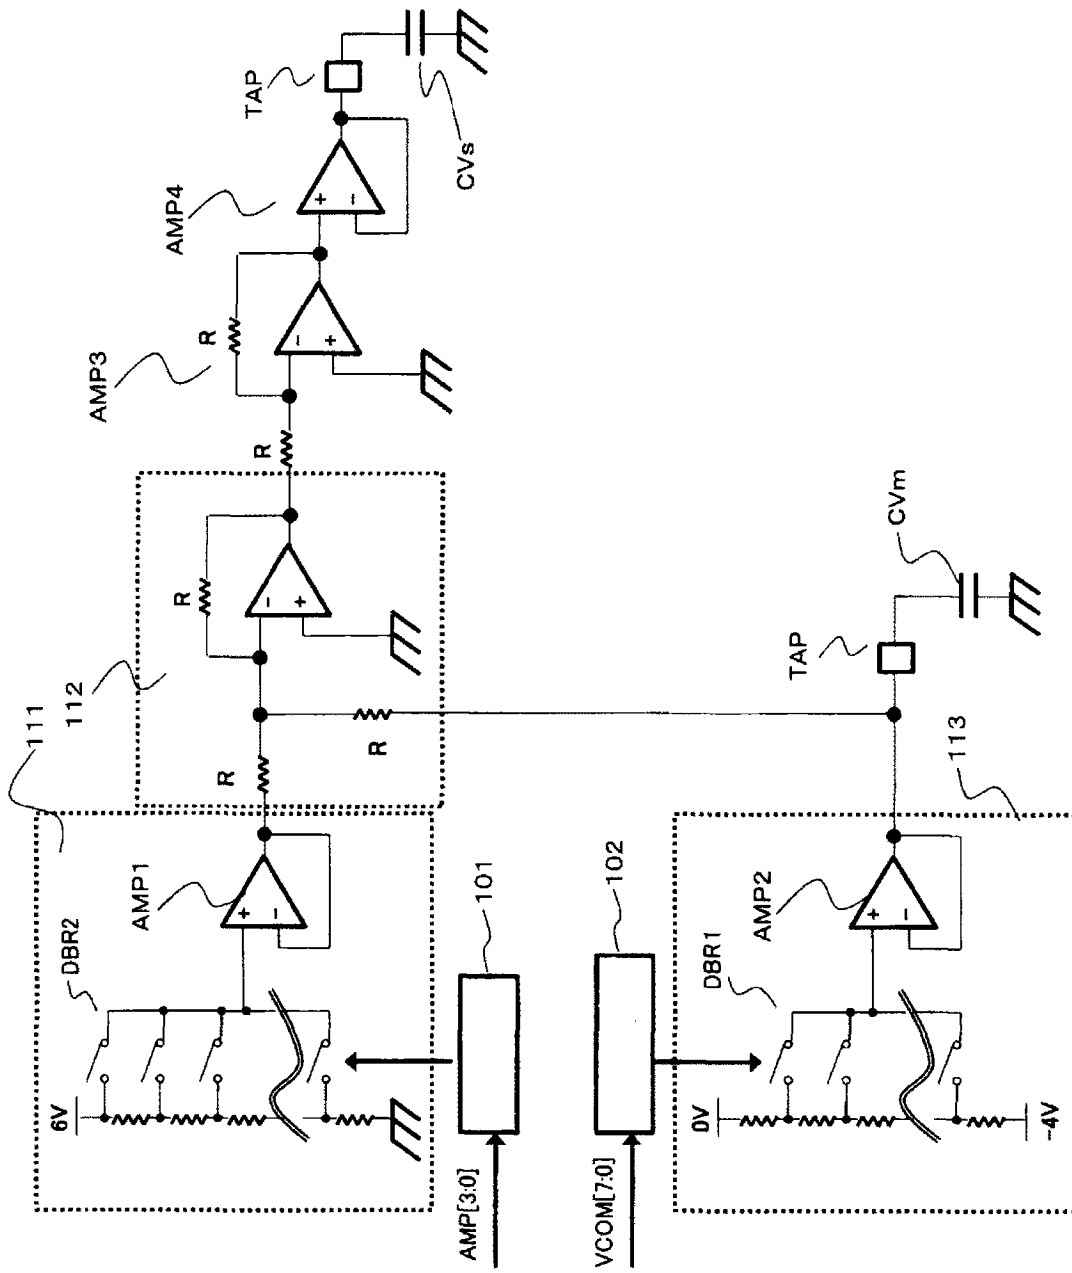 111
DBR2
6V
AMP1
112
R
R
R
R
R
AMP3
AMP4
TAP
CVs
+
−
−
+
−
+
+
−
AMP[3:0]
101
VCOM[7:0]
102
DBR1
0V
-4V
AMP2
+
−
113
TAP
CVm